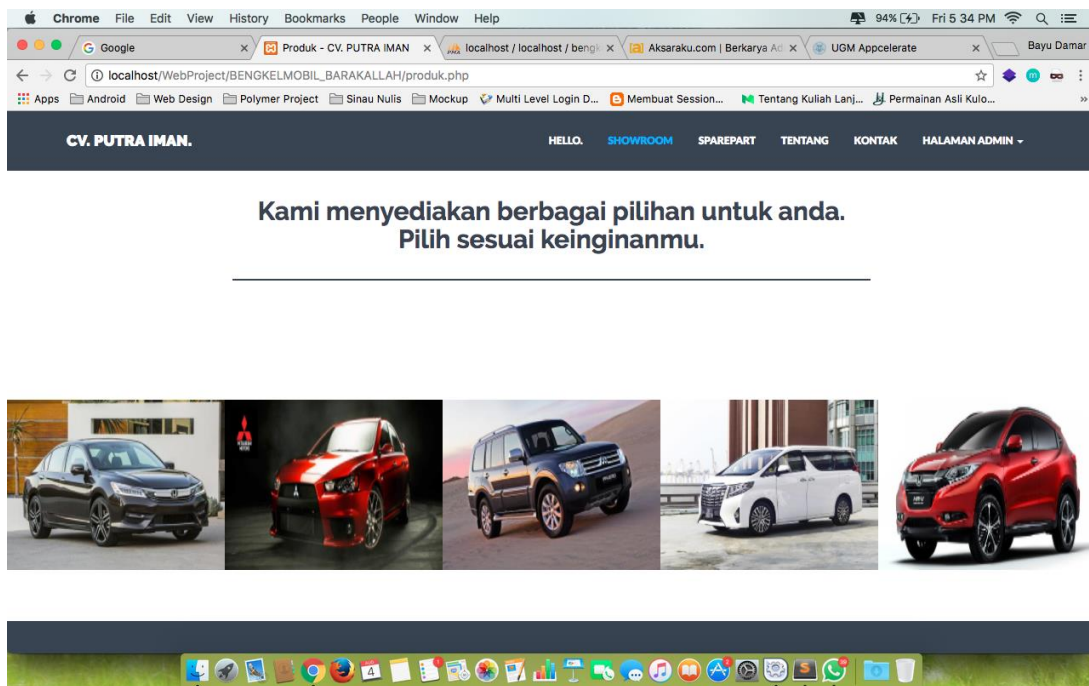 Chrome File Edit View History Bookmarks People Window Help 94% Fri 5 34 PM
Google Produk - CV. PUTRA IMAN localhost / localhost / bengk Aksaraku.com | Berkarya Ad UGM Appcelerate Bayu Damar
localhost/WebProject/BENGKELMOBIL_BARAKALLAH/produk.php
Apps Android Web Design Polymer Project Sinau Nulis Mockup Multi Level Login D... Membuat Session... Tentang Kuliah Lanj... Permainan Asli Kulo... »
CV. PUTRA IMAN. HELLO. SHOWROOM SPAREPART TENTANG KONTAK HALAMAN ADMIN
Kami menyediakan berbagai pilihan untuk anda.
Pilih sesuai keinginanmu.
4